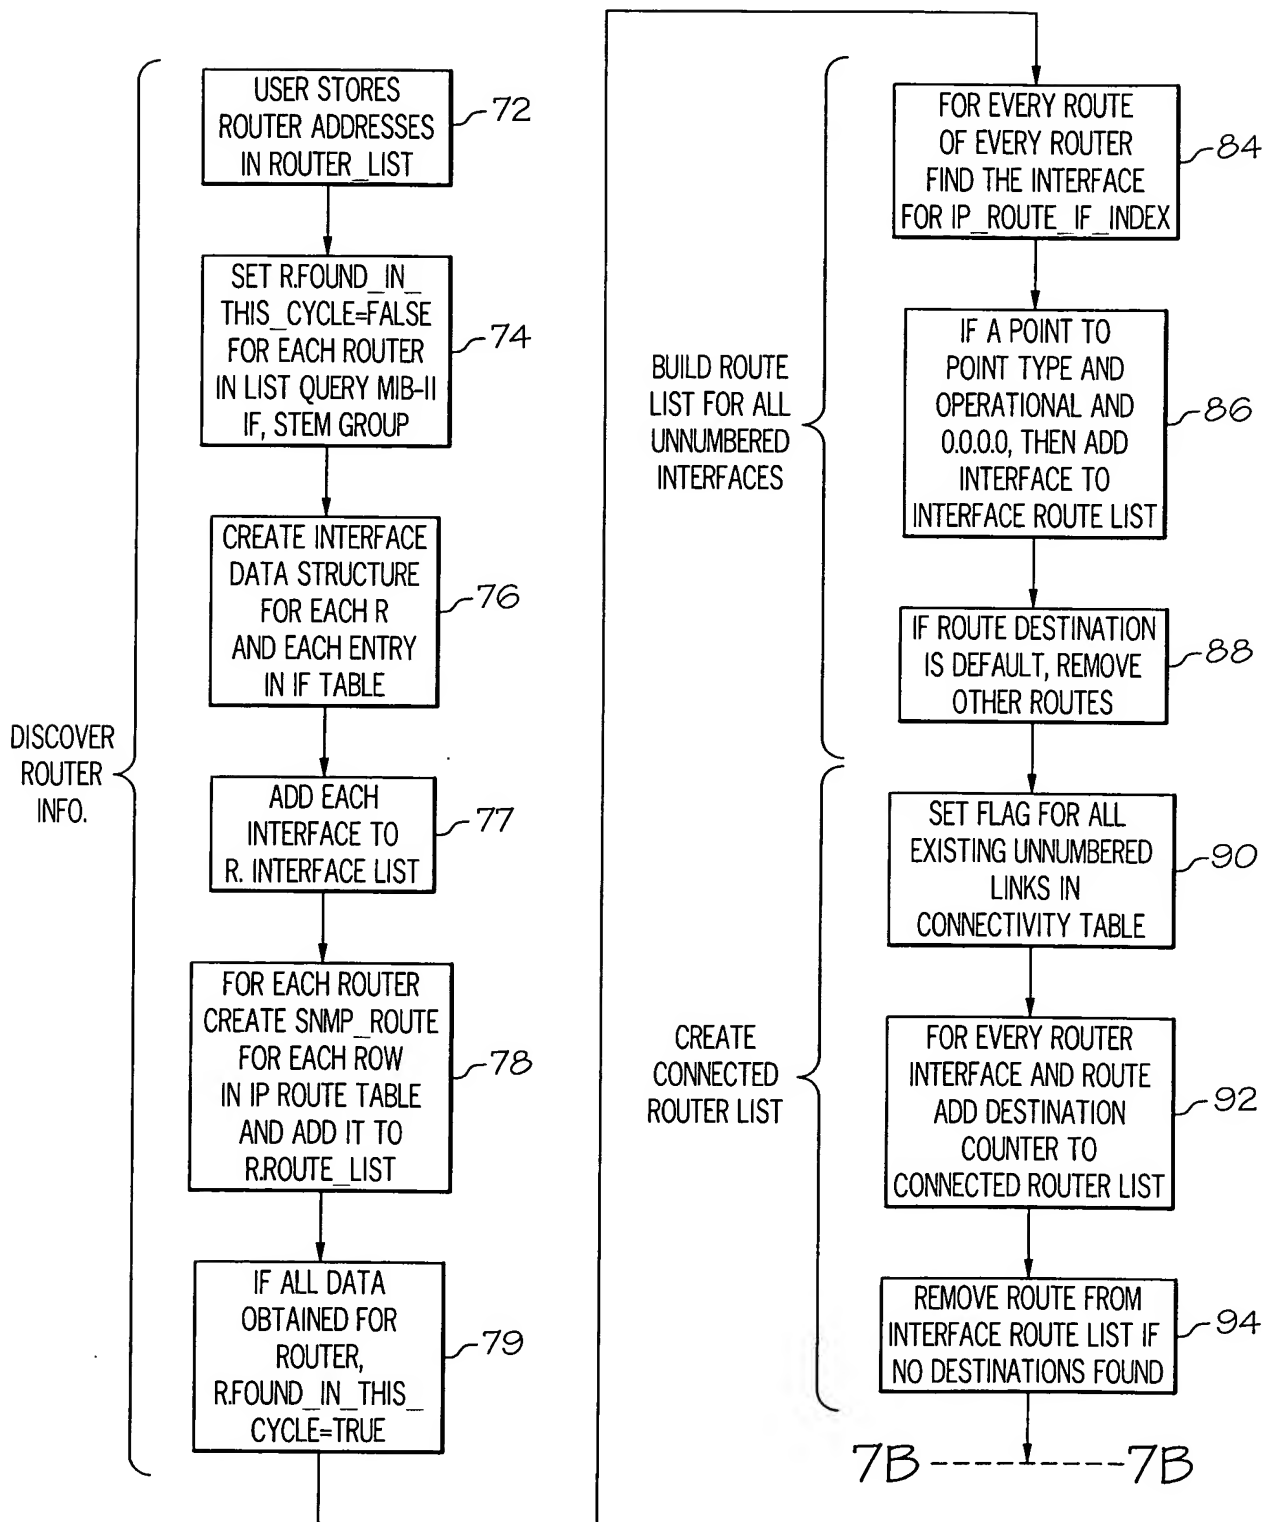 DISCOVER
ROUTER
INFO.
USER STORES
ROUTER ADDRESSES
IN ROUTER_LIST
72
SET R.FOUND_IN_
THIS_CYCLE=FALSE
FOR EACH ROUTER
IN LIST QUERY MIB-II
IF, STEM GROUP
74
CREATE INTERFACE
DATA STRUCTURE
FOR EACH R
AND EACH ENTRY
IN IF TABLE
76
ADD EACH
INTERFACE TO
R. INTERFACE LIST
77
FOR EACH ROUTER
CREATE SNMP_ROUTE
FOR EACH ROW
IN IP ROUTE TABLE
AND ADD IT TO
R.ROUTE_LIST
78
IF ALL DATA
OBTAINED FOR
ROUTER,
R.FOUND_IN_THIS_
CYCLE=TRUE
79
BUILD ROUTE
LIST FOR ALL
UNNUMBERED
INTERFACES
FOR EVERY ROUTE
OF EVERY ROUTER
FIND THE INTERFACE
FOR IP_ROUTE_IF_INDEX
84
IF A POINT TO
POINT TYPE AND
OPERATIONAL AND
0.0.0.0, THEN ADD
INTERFACE TO
INTERFACE ROUTE LIST
86
IF ROUTE DESTINATION
IS DEFAULT, REMOVE
OTHER ROUTES
88
CREATE
CONNECTED
ROUTER LIST
SET FLAG FOR ALL
EXISTING UNNUMBERED
LINKS IN
CONNECTIVITY TABLE
90
FOR EVERY ROUTER
INTERFACE AND ROUTE
ADD DESTINATION
COUNTER TO
CONNECTED ROUTER LIST
92
REMOVE ROUTE FROM
INTERFACE ROUTE LIST IF
NO DESTINATIONS FOUND
94
7B ----------- 7B